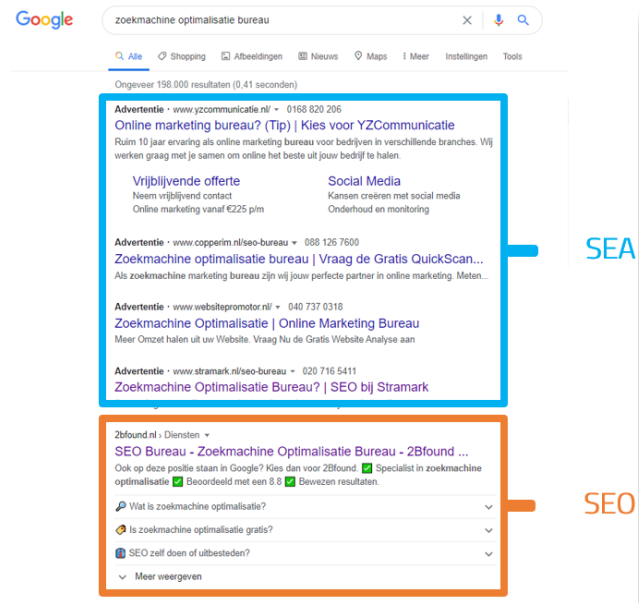 Google
zoekmachine optimalisatie bureau
Alle Shopping Afbeeldingen Nieuws Maps Meer Instellingen Tools
Ongeveer 198.000 resultaten (0,41 seconden)
Advertentie · www.yzcommunicatie.nl/ 0168 820 206
Online marketing bureau? (Tip) | Kies voor YZCommunicatie
Ruim 10 jaar ervaring als online marketing bureau voor bedrijven in verschillende branches. Wij
werken graag met je samen om online het beste uit jouw bedrijf te halen.
Vrijblijvende offerte Social Media
Neem vrijblijvend contact Kansen creëren met social media
Online marketing vanaf €225 p/m Onderhoud en monitoring
Advertentie · www.copperim.nl/seo-bureau 088 126 7600
Zoekmachine optimalisatie bureau | Vraag de Gratis QuickScan...
Als zoekmachine marketing bureau zijn wij jouw perfecte partner in online marketing. Meten...
SEA
Advertentie · www.websitepromotor.nl/ 040 737 0318
Zoekmachine Optimalisatie | Online Marketing Bureau
Meer Omzet halen uit uw Website. Vraag Nu de Gratis Website Analyse aan
Advertentie · www.stramark.nl/seo-bureau 020 716 5411
Zoekmachine Optimalisatie Bureau? | SEO bij Stramark
2bfound.nl › Diensten
SEO Bureau - Zoekmachine Optimalisatie Bureau - 2Bfound ...
Ook op deze positie staan in Google? Kies dan voor 2Bfound. ✅ Specialist in zoekmachine
optimalisatie ✅ Beoordeeld met een 8.8 ✅ Bewezen resultaten.
Wat is zoekmachine optimalisatie?
SEO
Is zoekmachine optimalisatie gratis?
SEO zelf doen of uitbesteden?
Meer weergeven